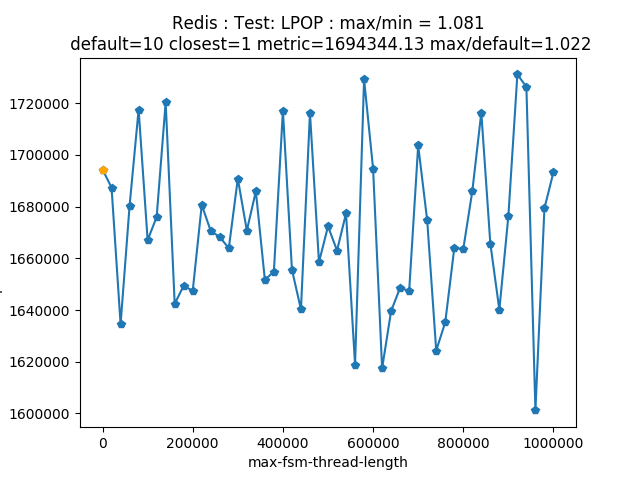 Redis : Test: LPOP : max/min = 1.081
default=10 closest=1 metric=1694344.13 max/default=1.022
1720000
1700000
1680000
1660000
1640000
1620000
1600000
0 200000 400000 600000 800000 1000000
max-fsm-thread-length